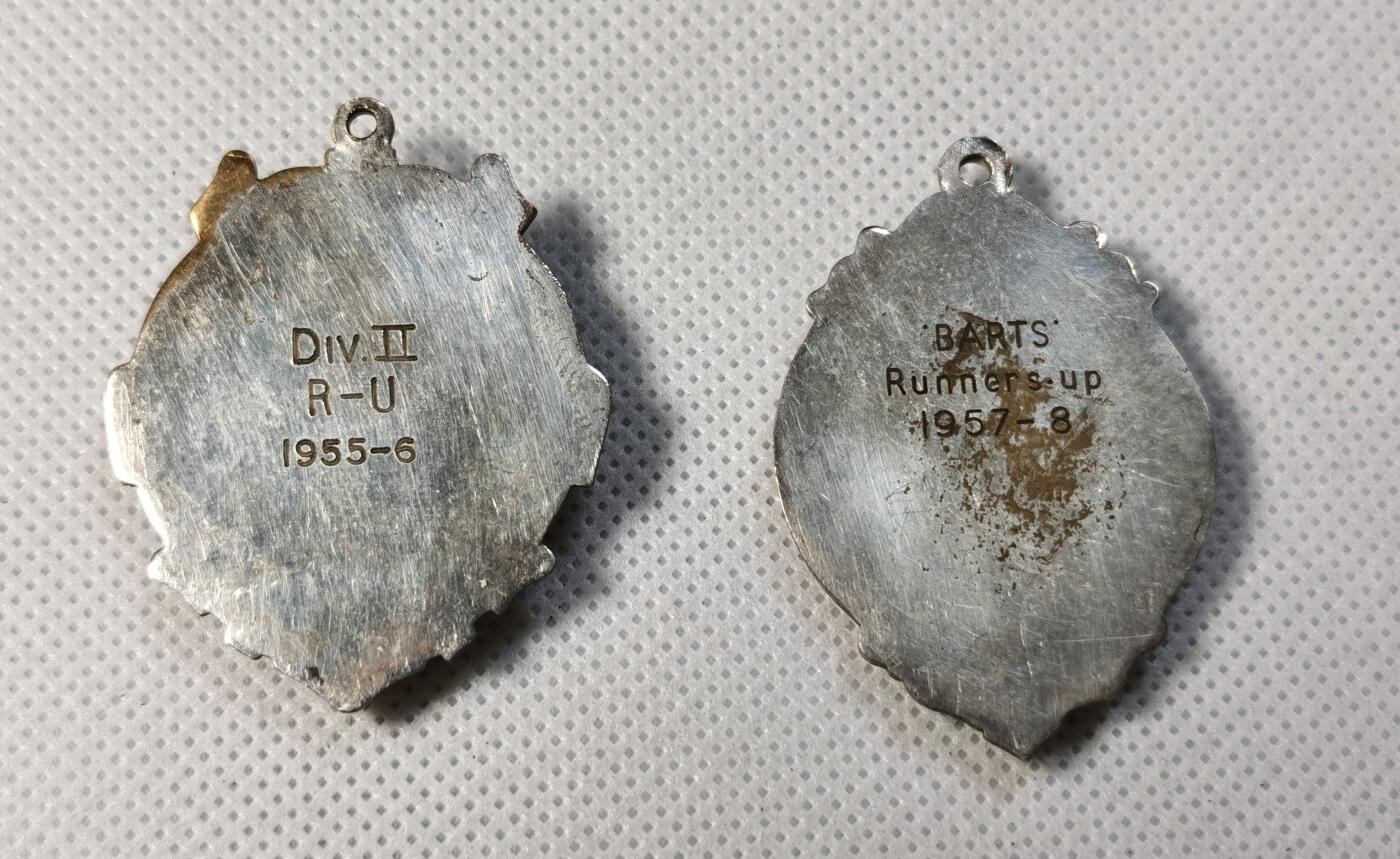 Div. II
R-U
1955-6
"BARTS"
Runners-up
1957-8